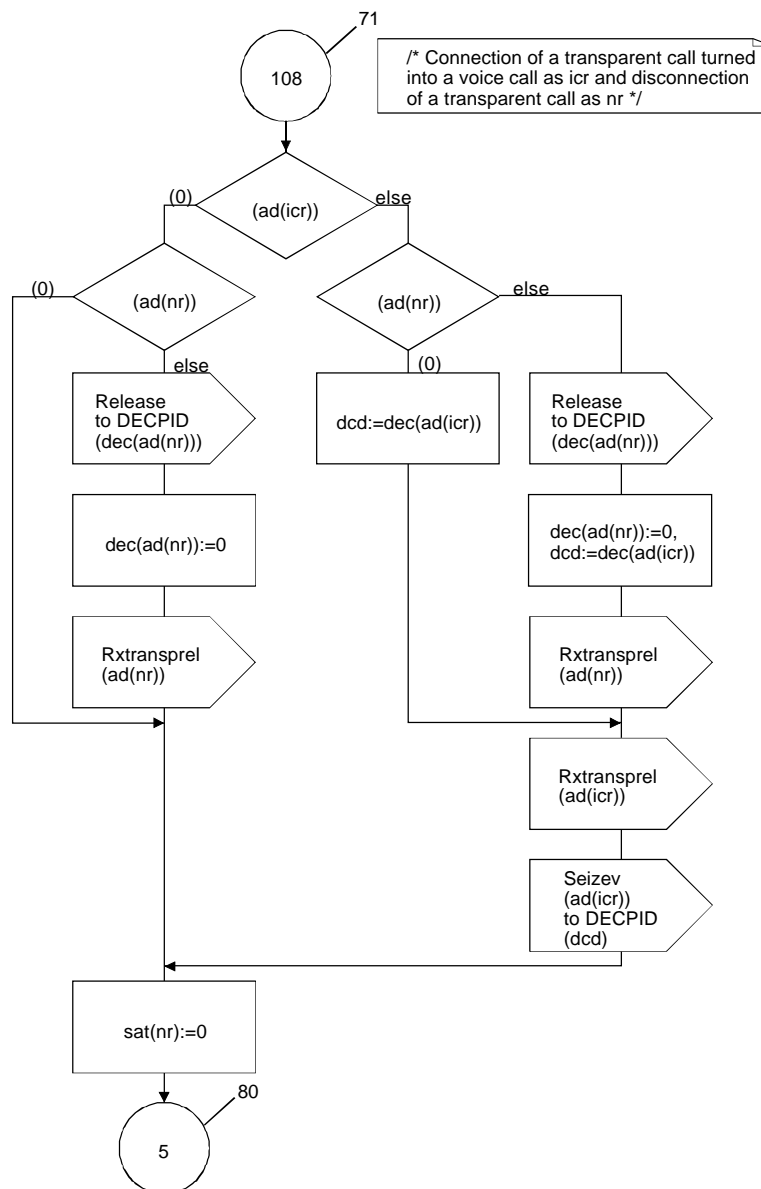 71
108
/* Connection of a transparent call turned
into a voice call as icr and disconnection
of a transparent call as nr */
(0)
(ad(icr))
else
(0)
(ad(nr))
(ad(nr))
else
else
(0)
Release
to DECPID
(dec(ad(nr)))
dcd:=dec(ad(icr))
Release
to DECPID
(dec(ad(nr)))
dec(ad(nr)):=0
dec(ad(nr)):=0,
dcd:=dec(ad(icr))
Rxtransprel
(ad(nr))
Rxtransprel
(ad(nr))
Rxtransprel
(ad(icr))
Seizev
(ad(icr))
to DECPID
(dcd)
sat(nr):=0
80
5